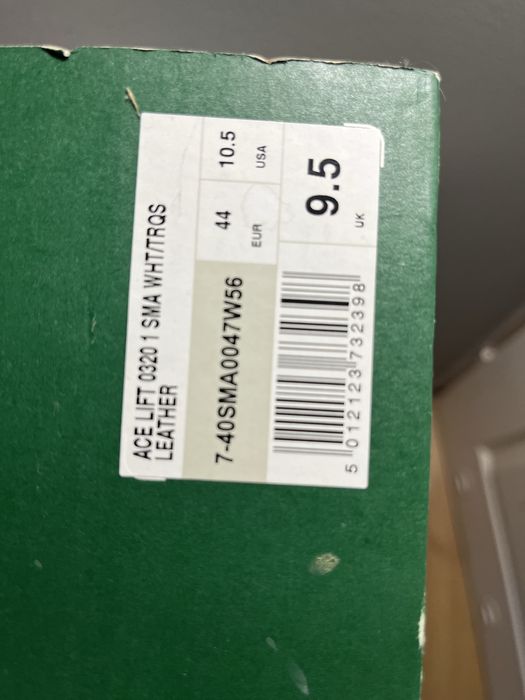 ACE LIFT 0320 1 SMA WHT/TRQS
LEATHER
7-40SMA0047W56
44
EUR
10.5
USA
9.5
UK
5 012123 732398